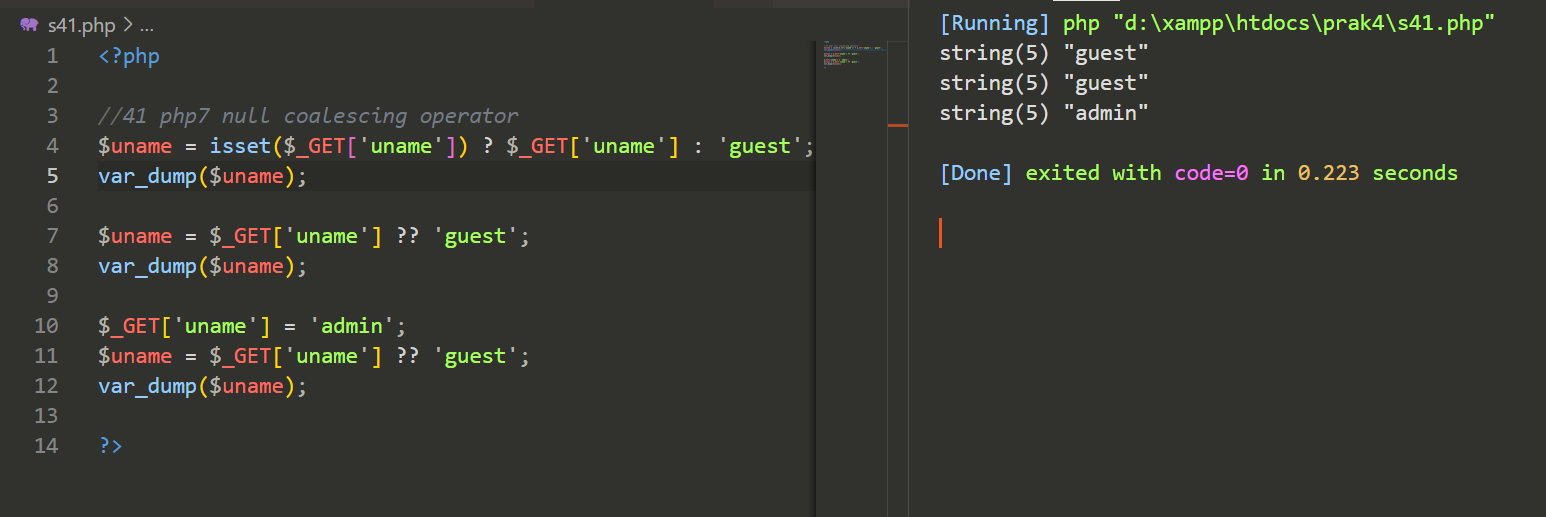 s41.php > ...
1 <?php
2
3 //41 php7 null coalescing operator
4 $uname = isset($_GET['uname']) ? $_GET['uname'] : 'guest';
5 var_dump($uname);
6
7 $uname = $_GET['uname'] ?? 'guest';
8 var_dump($uname);
9
10 $_GET['uname'] = 'admin';
11 $uname = $_GET['uname'] ?? 'guest';
12 var_dump($uname);
13
14 ?>
[Running] php "d:\xampp\htdocs\prak4\s41.php"
string(5) "guest"
string(5) "guest"
string(5) "admin"
[Done] exited with code=0 in 0.223 seconds